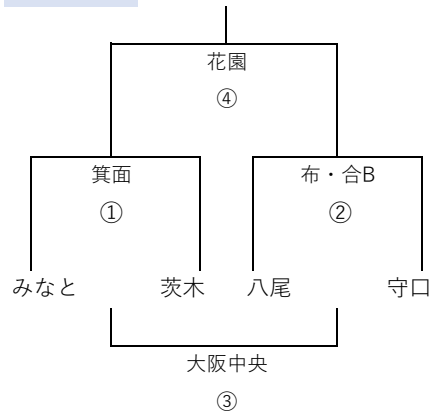 花園
④
箕面
布・合B
①
②
みなと
茨木
八尾
守口
大阪中央
③